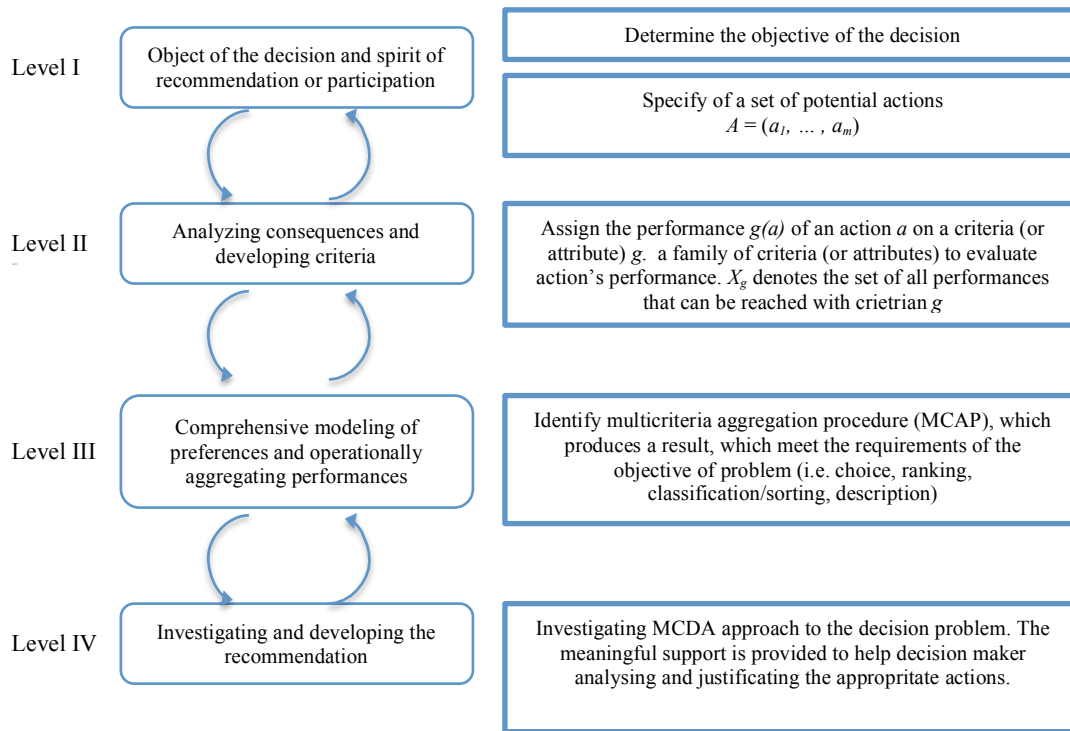 Level I
Object of the decision and spirit of
recommendation or participation
Determine the objective of the decision
Specify of a set of potential actions
A = (a₁, ... , aₘ)
Level II
Analyzing consequences and
developing criteria
Assign the performance g(a) of an action a on a criteria (or
attribute) g. a family of criteria (or attributes) to evaluate
action's performance. X_g denotes the set of all performances
that can be reached with crietrian g
Level III
Comprehensive modeling of
preferences and operationally
aggregating performances
Identify multicriteria aggregation procedure (MCAP), which
produces a result, which meet the requirements of the
objective of problem (i.e. choice, ranking,
classification/sorting, description)
Level IV
Investigating and developing the
recommendation
Investigating MCDA approach to the decision problem. The
meaningful support is provided to help decision maker
analysing and justificating the appropritate actions.